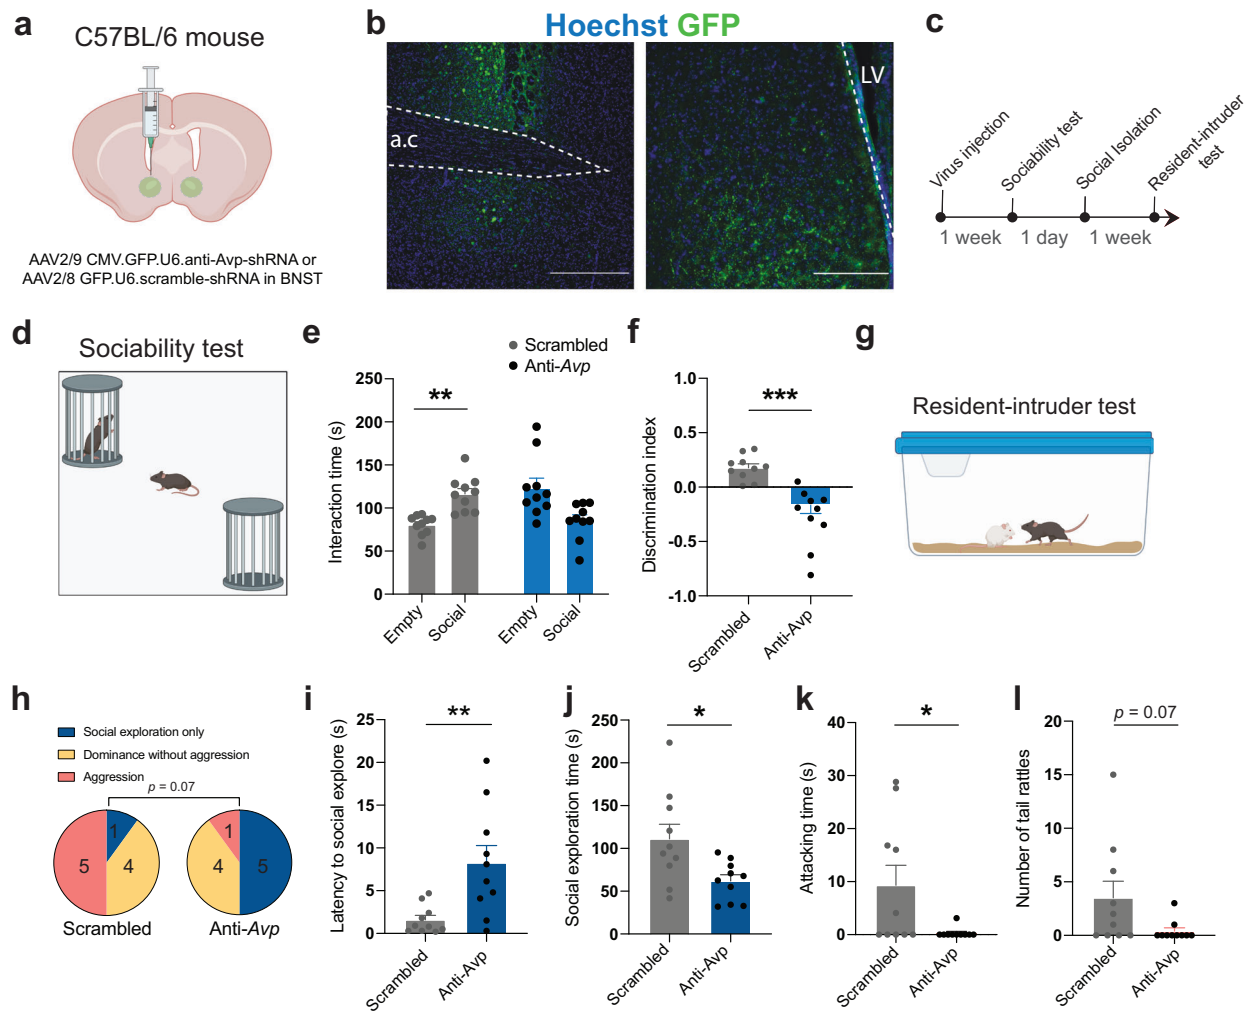 a
C57BL/6 mouse
AAV2/9 CMV.GFP.U6.anti-Avp-shRNA or
AAV2/8 GFP.U6.scramble-shRNA in BNST
b
Hoechst GFP
a.c
LV
c
Virus injection
Sociability test
Social Isolation
Resident-intruder
test
1 week
1 day
1 week
d
Sociability test
e
Scrambled
Anti-Avp
Interaction time (s)
250
200
150
100
50
0
**
Empty
Social
Empty
Social
f
Discrimination index
1.0
0.5
0.0
-0.5
-1.0
***
Scrambled
Anti-Avp
g
Resident-intruder test
h
Social exploration only
Dominance without aggression
Aggression
p = 0.07
1
5
4
Scrambled
1
4
5
Anti-Avp
i
Latency to social explore (s)
25
20
15
10
5
0
**
Scrambled
Anti-Avp
j
Social exploration time (s)
250
200
150
100
50
0
*
Scrambled
Anti-Avp
k
Attacking time (s)
40
30
20
10
0
*
Scrambled
Anti-Avp
l
Number of tail rattles
20
15
10
5
0
p = 0.07
Scrambled
Anti-Avp